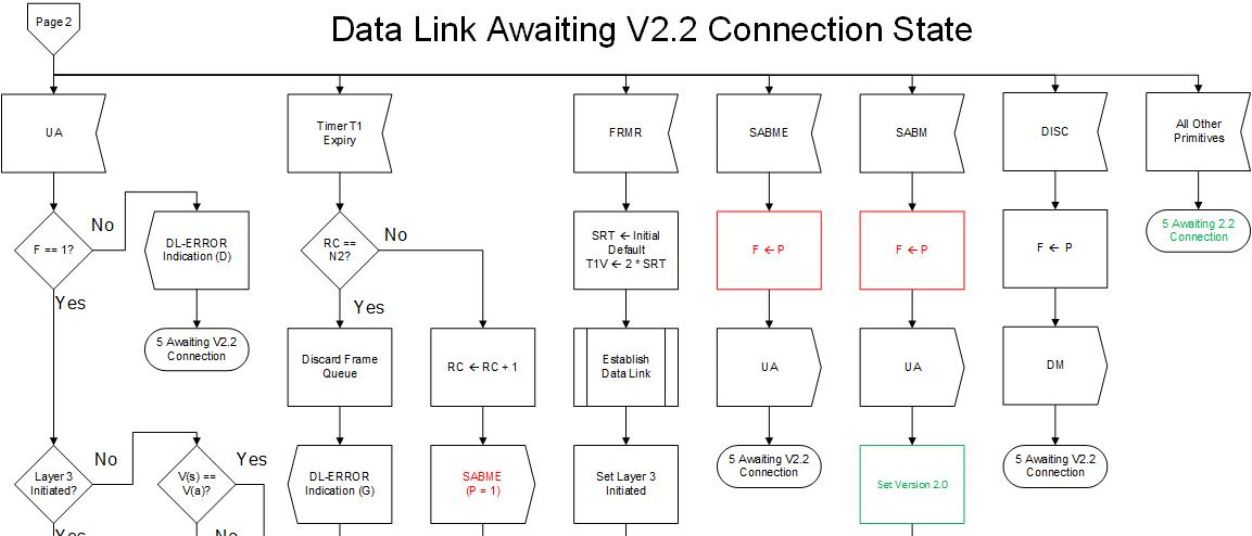 Page 2
Data Link Awaiting V2.2 Connection State
UA
Timer T1
Expiry
FRMR
SABME
SABM
DISC
All Other
Primitives
F == 1?
No
Yes
DL-ERROR
Indication (D)
RC ==
N2?
No
Yes
SRT ← Initial
Default
T1V ← 2 * SRT
F ← P
F ← P
F ← P
5 Awaiting 2.2
Connection
5 Awaiting V2.2
Connection
Discard Frame
Queue
RC ← RC + 1
Establish
Data Link
UA
UA
DM
Layer 3
Initiated?
No
Yes
V(s) ==
V(a)?
Yes
No
DL-ERROR
Indication (G)
SABME
(P = 1)
Set Layer 3
Initiated
5 Awaiting V2.2
Connection
Set Version 2.0
5 Awaiting V2.2
Connection